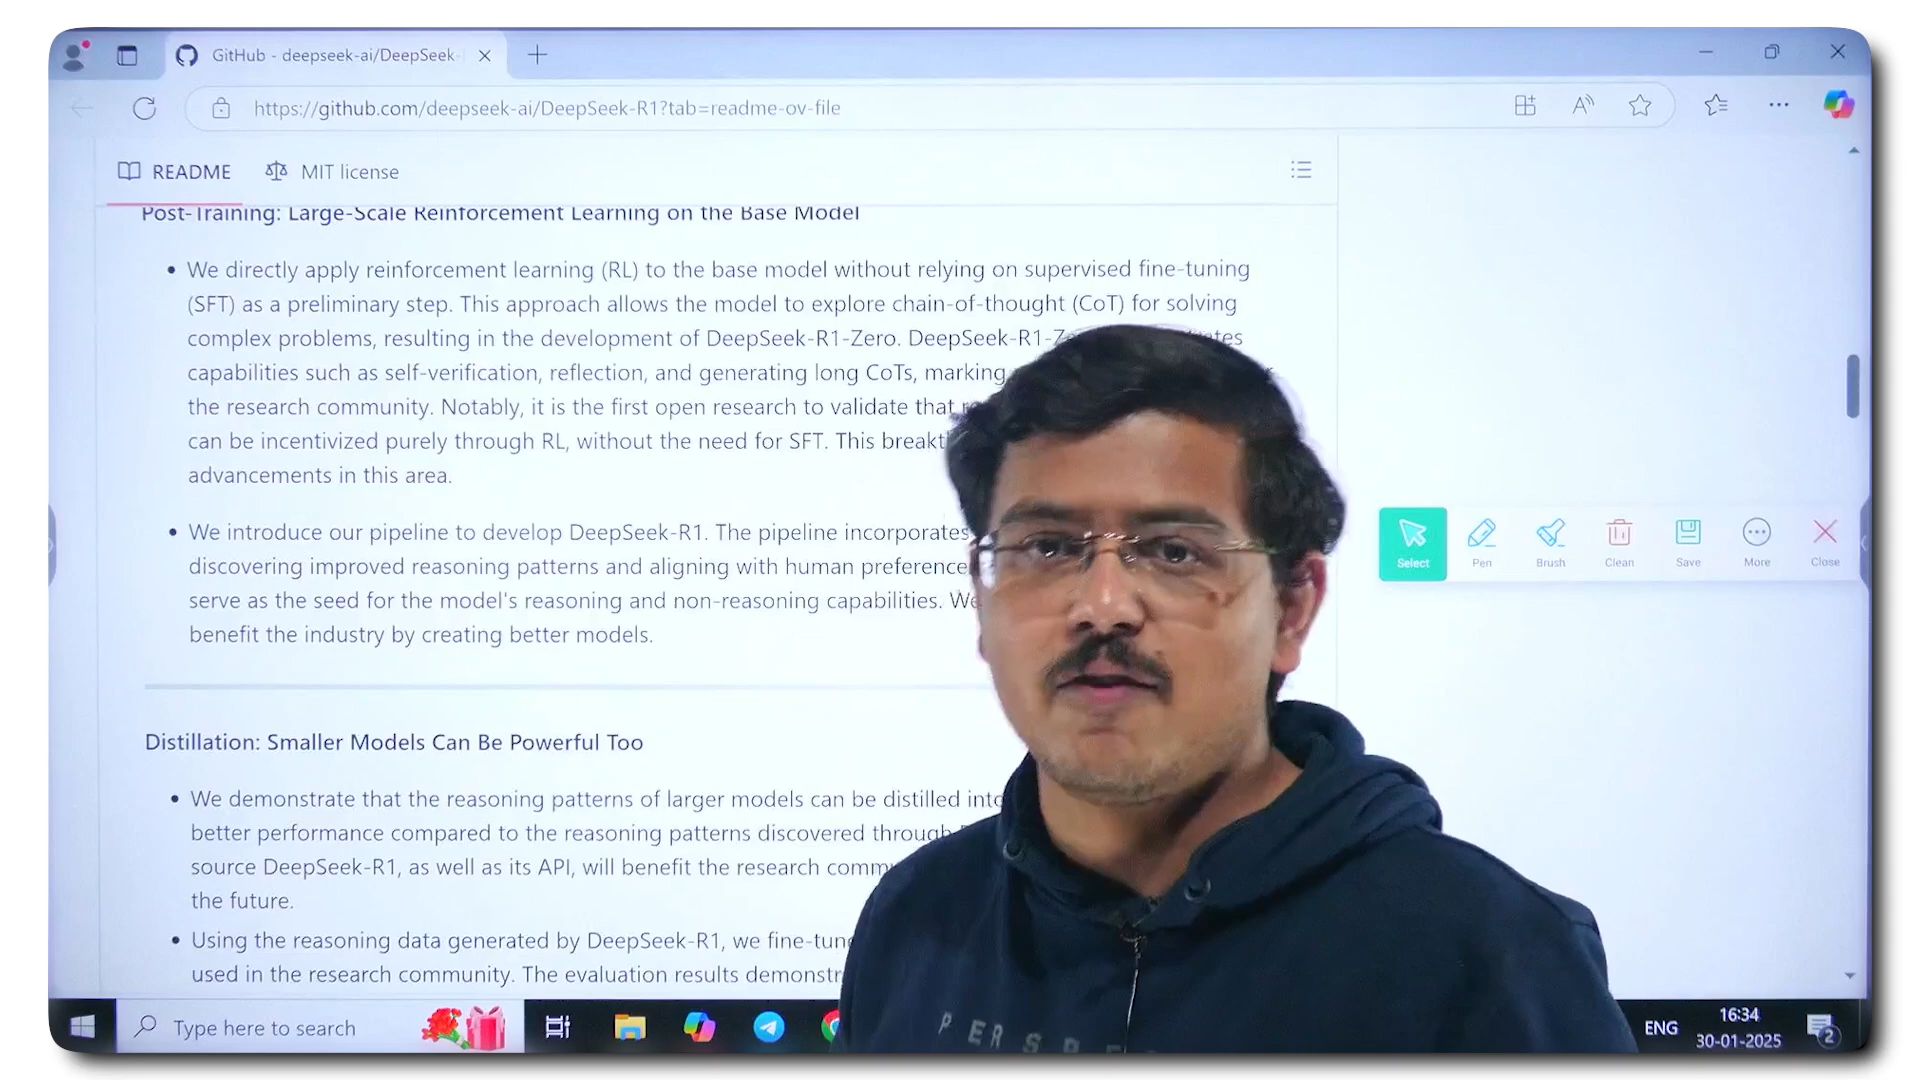 GitHub - deepseek-ai/DeepSeek-
https://github.com/deepseek-ai/DeepSeek-R1?tab=readme-ov-file
README MIT license
Post-Training: Large-Scale Reinforcement Learning on the Base Model
• We directly apply reinforcement learning (RL) to the base model without relying on supervised fine-tuning
(SFT) as a preliminary step. This approach allows the model to explore chain-of-thought (CoT) for solving
complex problems, resulting in the development of DeepSeek-R1-Zero. DeepSeek-R1-
capabilities such as self-verification, reflection, and generating long CoTs, marking
the research community. Notably, it is the first open research to validate that
can be incentivized purely through RL, without the need for SFT. This
advancements in this area.
• We introduce our pipeline to develop DeepSeek-R1. The pipeline incorporates
discovering improved reasoning patterns and aligning with human preference
serve as the seed for the model's reasoning and non-reasoning capabilities. We
benefit the industry by creating better models.
Select Pen Brush Clean Save More Close
Distillation: Smaller Models Can Be Powerful Too
• We demonstrate that the reasoning patterns of larger models can be distilled into
better performance compared to the reasoning patterns discovered through
source DeepSeek-R1, as well as its API, will benefit the research
the future.
• Using the reasoning data generated by DeepSeek-R1, we
used in the research community. The evaluation results
Type here to search
ENG
16:34
30-01-2025
2